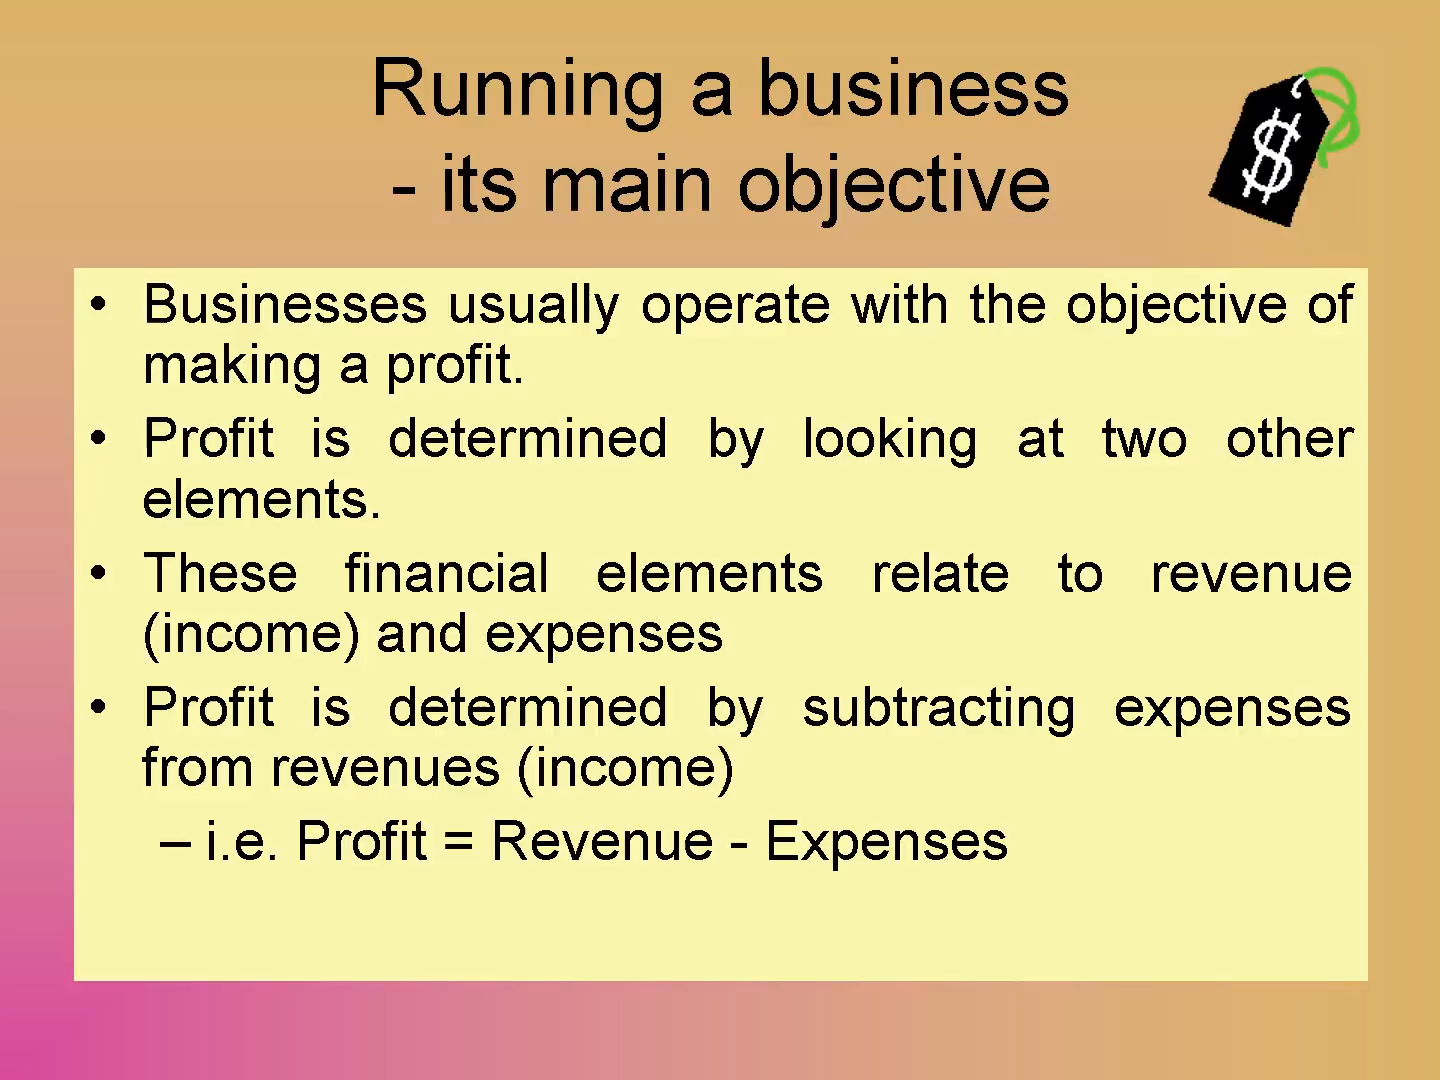 Running a business
- its main objective
$
• Businesses usually operate with the objective of
making a profit.
• Profit is determined by looking at two other
elements.
• These financial elements relate to revenue
(income) and expenses
• Profit is determined by subtracting expenses
from revenues (income)
– i.e. Profit = Revenue - Expenses